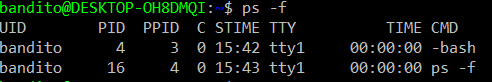 bandito@DESKTOP-OH8DMQI:~$ ps -f
UID        PID  PPID  C STIME TTY          TIME CMD
bandito      4     3  0 15:42 tty1     00:00:00 -bash
bandito     16     4  0 15:43 tty1     00:00:00 ps -f